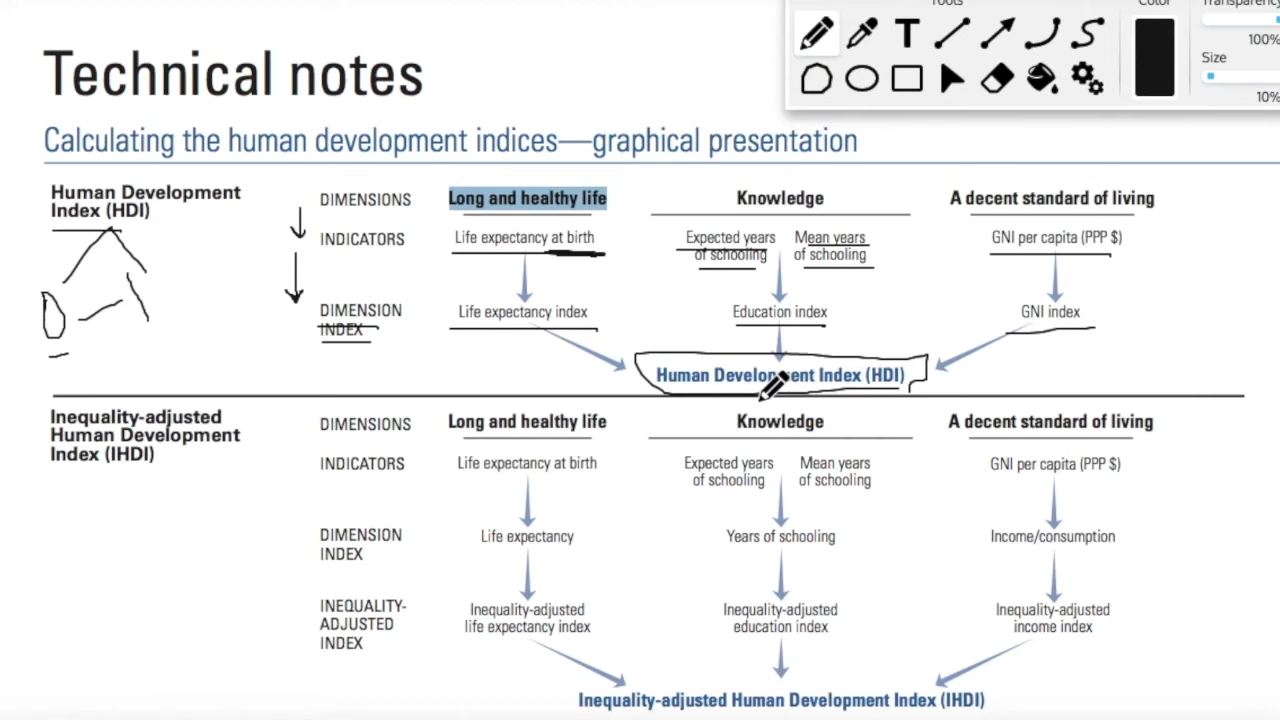 Tools
Color
Transparency
100%
Size
10%
T
Technical notes
Calculating the human development indices—graphical presentation
Human Development
Index (HDI)
DIMENSIONS
Long and healthy life
Knowledge
A decent standard of living
INDICATORS
Life expectancy at birth
Expected years
of schooling
Mean years
of schooling
GNI per capita (PPP $)
DIMENSION
INDEX
Life expectancy index
Education index
GNI index
Human Development Index (HDI)
Inequality-adjusted
Human Development
Index (IHDI)
DIMENSIONS
Long and healthy life
Knowledge
A decent standard of living
INDICATORS
Life expectancy at birth
Expected years
of schooling
Mean years
of schooling
GNI per capita (PPP $)
DIMENSION
INDEX
Life expectancy
Years of schooling
Income/consumption
INEQUALITY-
ADJUSTED
INDEX
Inequality-adjusted
life expectancy index
Inequality-adjusted
education index
Inequality-adjusted
income index
Inequality-adjusted Human Development Index (IHDI)